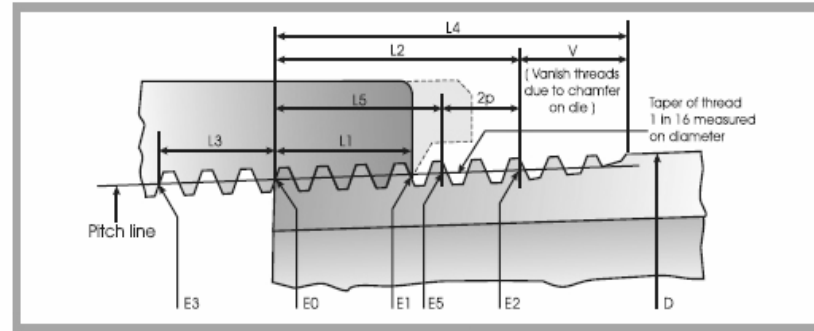 L4
L2
V
( Vanish threads
due to chamfer
on die )
L5
2p
Taper of thread
1 in 16 measured
on diameter
L3
L1
Pitch line
E3
E0
E1
E5
E2
D